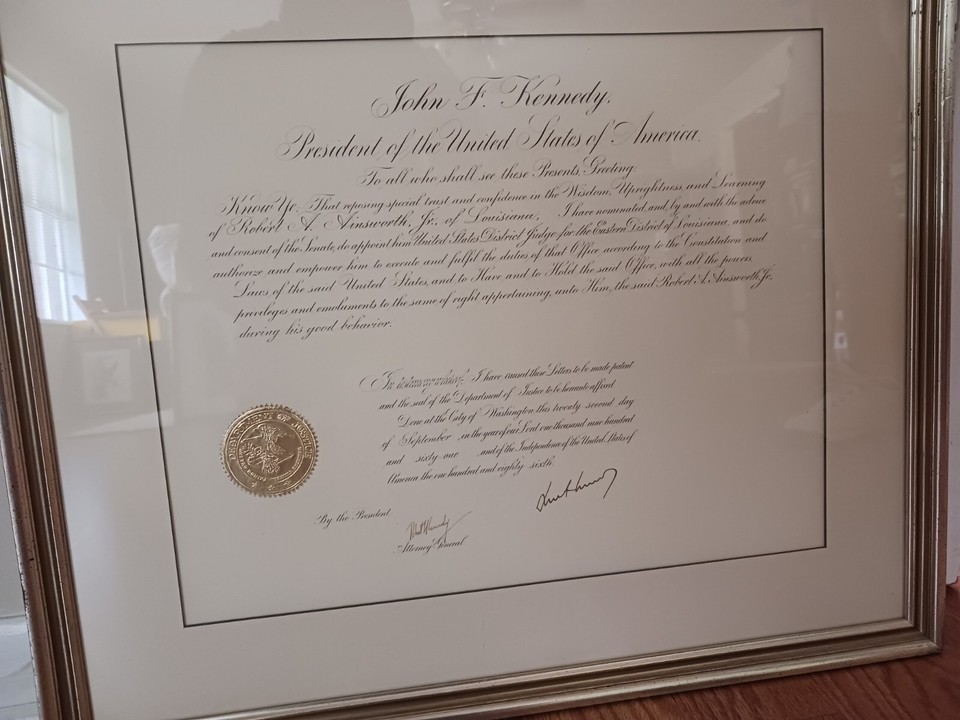 John F. Kennedy,
President of the United States of America.
To all who shall see these Presents, Greeting:
Know Ye, That reposing special trust and confidence in the Wisdom, Uprightness, and Learning
of Robert A. Ainsworth, Jr., of Louisiana, I have nominated, and, by and with the advice
and consent of the Senate, do appoint him United States District Judge for the Eastern District of Louisiana, and do
authorize and empower him to execute and fulfil the duties of that Office according to the Constitution and
Laws of the said United States, and to Have and to Hold the said Office, with all the powers,
privileges and emoluments to the same of right appertaining, unto Him, the said Robert A. Ainsworth, Jr.
during his good behavior.
In testimony whereof, I have caused these Letters to be made patent
and the seal of the Department of Justice to be hereunto affixed
Done at the City of Washington this twenty second day
of September in the year of our Lord one thousand nine hundred
and sixty-one and of the Independence of the United States of
America the one hundred and eighty-sixth.
DEPARTMENT OF JUSTICE
By the President
Attorney General